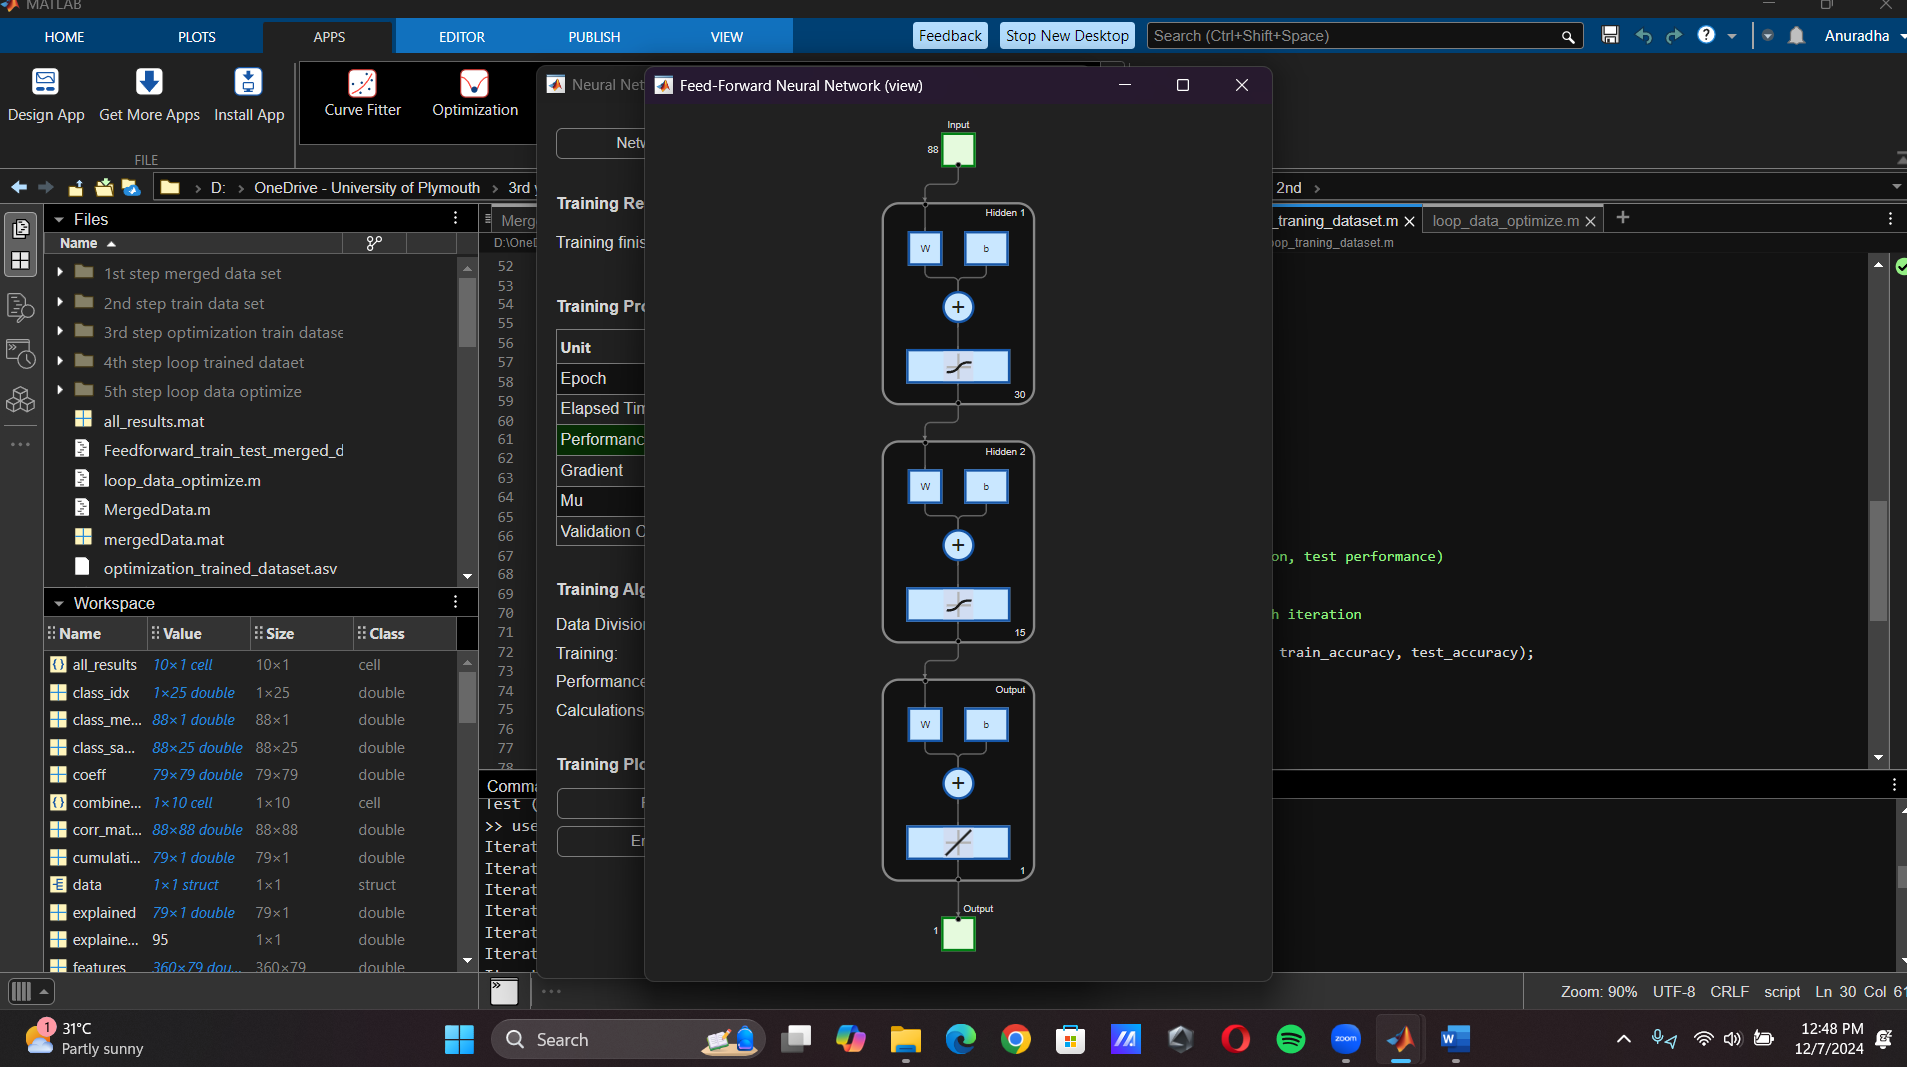 MATLAB
HOME
PLOTS
APPS
EDITOR
PUBLISH
VIEW
Feedback
Stop New Desktop
Search (Ctrl+Shift+Space)
Anuradha
Design App
Get More Apps
Install App
FILE
Curve Fitter
Optimization
D:
OneDrive - University of Plymouth
3rd
2nd
Files
Name
1st step merged data set
2nd step train data set
3rd step optimization train datase
4th step loop trained dataet
5th step loop data optimize
all_results.mat
Feedforward_train_test_merged_d
loop_data_optimize.m
MergedData.m
mergedData.mat
optimization_trained_dataset.asv
Workspace
Name Value Size Class
all_results 10×1 cell 10×1 cell
class_idx 1×25 double 1×25 double
class_me... 88×1 double 88×1 double
class_sa... 88×25 double 88×25 double
coeff 79×79 double 79×79 double
combine... 1×10 cell 1×10 cell
corr_mat... 88×88 double 88×88 double
cumulati... 79×1 double 79×1 double
data 1×1 struct 1×1 struct
explained 79×1 double 79×1 double
explaine... 95 1×1 double
features 360×79 dou... 360×79 double
Merg
D:\OneD
52
53
54
55
56
57
58
59
60
61
62
63
64
65
66
67
68
69
70
71
72
73
74
75
76
77
78
Comma
Test (
>> use
Iterat
Iterat
Iterat
Iterat
Iterat
Iterat
Neural Net
Netw
Training Re
Training finis
Training Pro
Unit
Epoch
Elapsed Tim
Performanc
Gradient
Mu
Validation C
Training Alg
Data Division
Training:
Performance
Calculations
Training Plo
Er
Feed-Forward Neural Network (view)
Input
88
Hidden 1
W b
+
30
Hidden 2
W b
+
15
Output
W b
+
1
Output
1
_traning_dataset.m
loop_data_optimize.m
oop_traning_dataset.m
on, test performance)
h iteration
train_accuracy, test_accuracy);
Zoom: 90% UTF-8 CRLF script Ln 30 Col 61
1
31°C
Partly sunny
Search
zoom
W
12:48 PM
12/7/2024